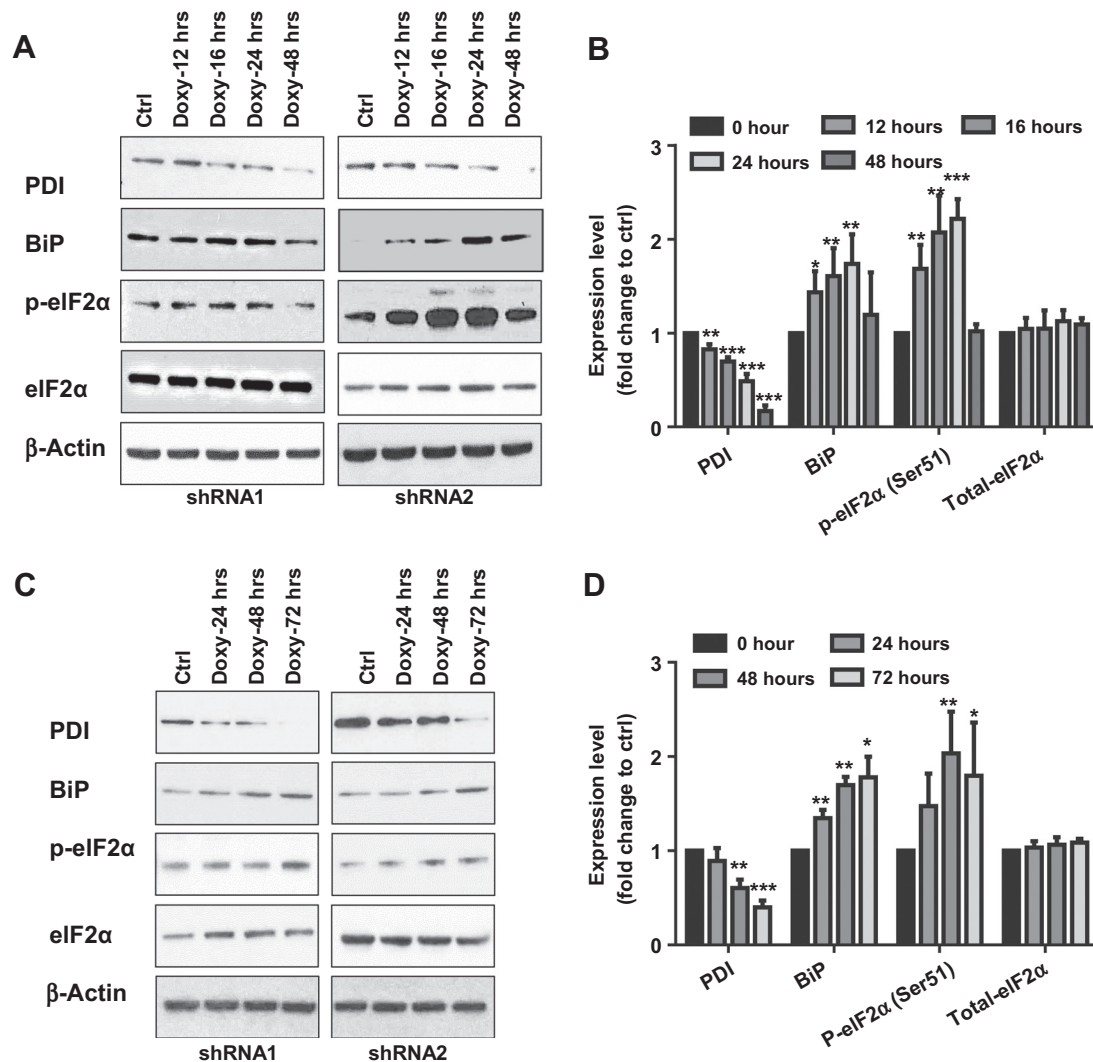 A
Ctrl
Doxy-12 hrs
Doxy-16 hrs
Doxy-24 hrs
Doxy-48 hrs
Ctrl
Doxy-12 hrs
Doxy-16 hrs
Doxy-24 hrs
Doxy-48 hrs
PDI
BiP
p-eIF2α
eIF2α
β-Actin
shRNA1
shRNA2
B
0 hour
12 hours
16 hours
24 hours
48 hours
Expression level
(fold change to ctrl)
3
2
1
0
** *** *** ***
* ** **
** ** ***
PDI
BiP
p-eIF2α (Ser51)
Total-eIF2α
C
Ctrl
Doxy-24 hrs
Doxy-48 hrs
Doxy-72 hrs
Ctrl
Doxy-24 hrs
Doxy-48 hrs
Doxy-72 hrs
PDI
BiP
p-eIF2α
eIF2α
β-Actin
shRNA1
shRNA2
D
0 hour
24 hours
48 hours
72 hours
Expression level
(fold change to ctrl)
3
2
1
0
** ***
** ** *
** *
PDI
BiP
P-eIF2α (Ser51)
Total-eIF2α